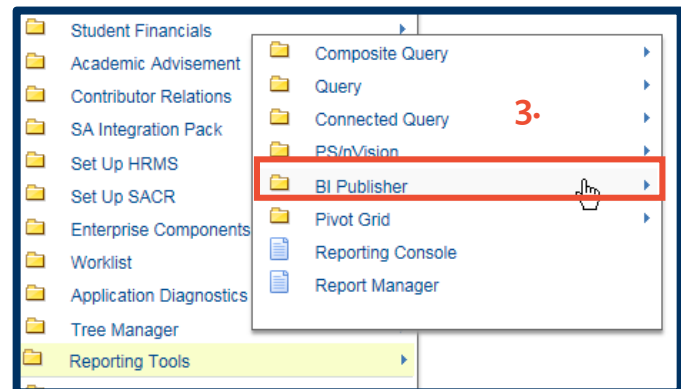 Student Financials
Academic Advisement
Contributor Relations
SA Integration Pack
Set Up HRMS
Set Up SACR
Enterprise Components
Worklist
Application Diagnostics
Tree Manager
Reporting Tools
Composite Query
Query
Connected Query
3.
PS/nVision
BI Publisher
Pivot Grid
Reporting Console
Report Manager